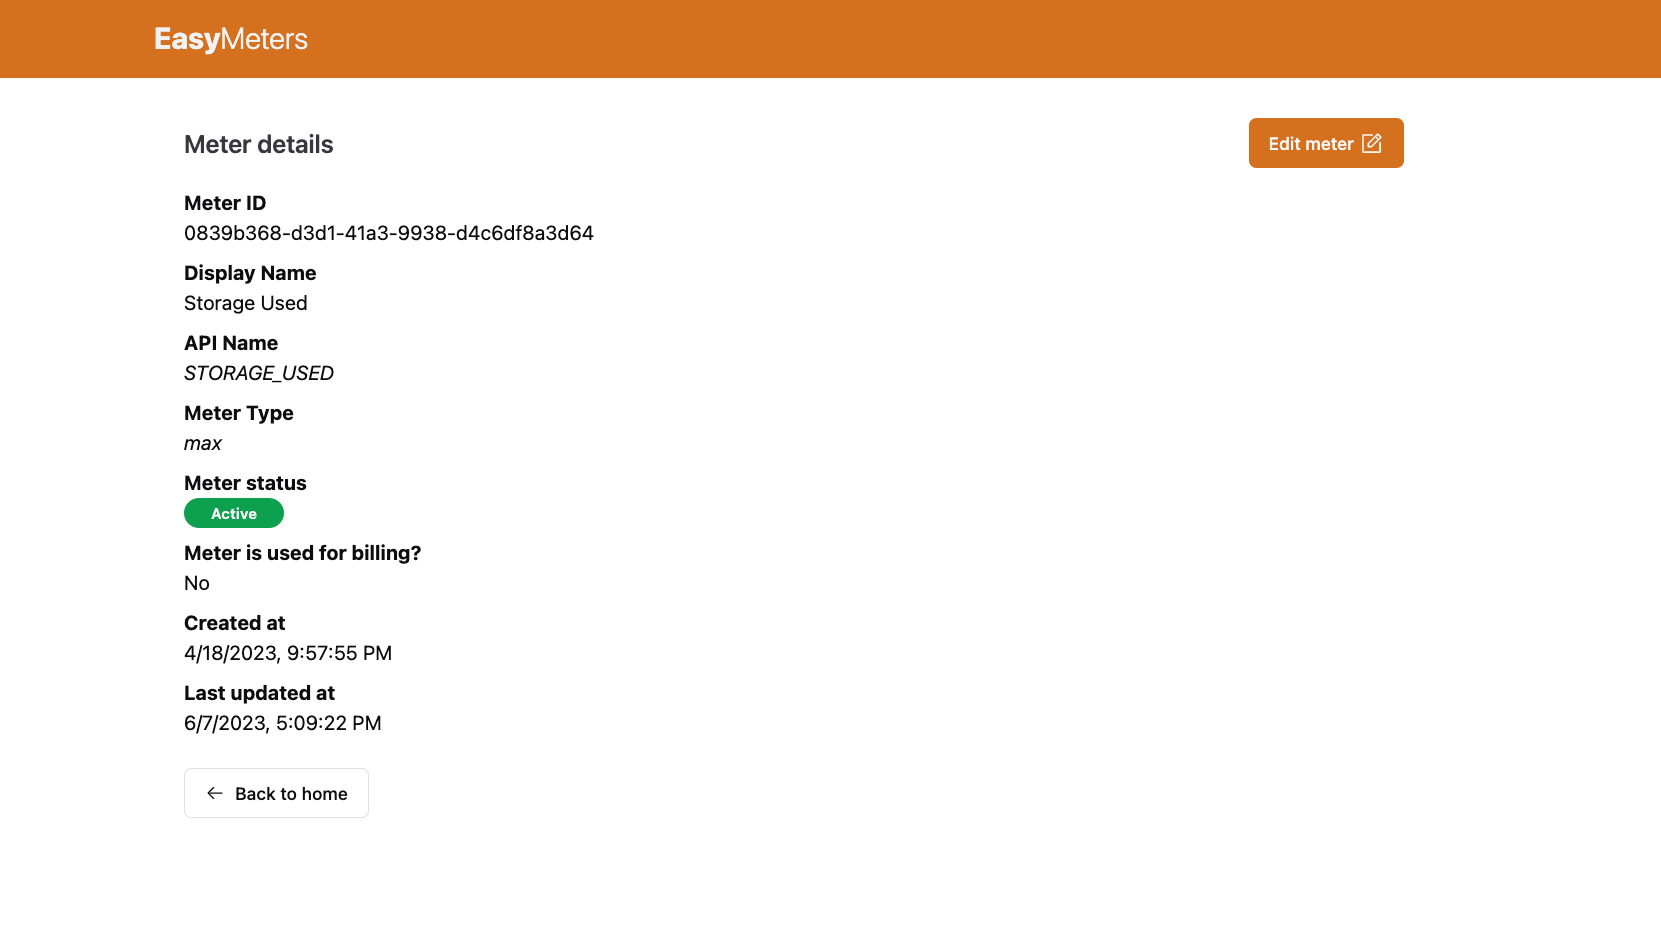 EasyMeters
Meter details
Edit meter
Meter ID
0839b368-d3d1-41a3-9938-d4c6df8a3d64
Display Name
Storage Used
API Name
STORAGE_USED
Meter Type
max
Meter status
Active
Meter is used for billing?
No
Created at
4/18/2023, 9:57:55 PM
Last updated at
6/7/2023, 5:09:22 PM
Back to home